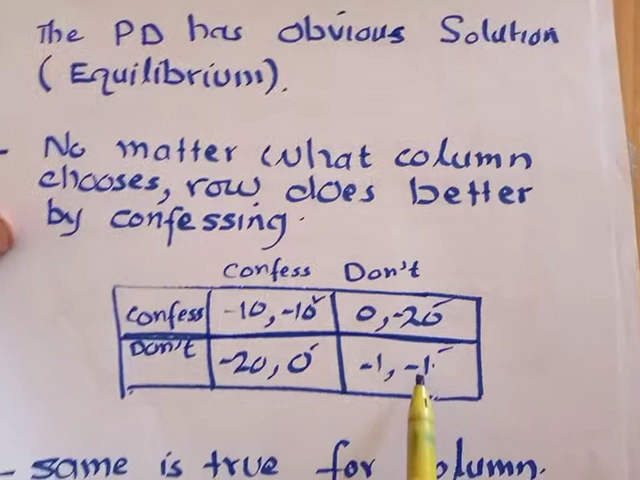 The PD has obvious Solution
(Equilibrium).
- No matter what column
chooses, row does better
by confessing.
Confess Don't
Confess -10, -10 0, -20
Don't -20, 0 -1, -1
- same is true for column.